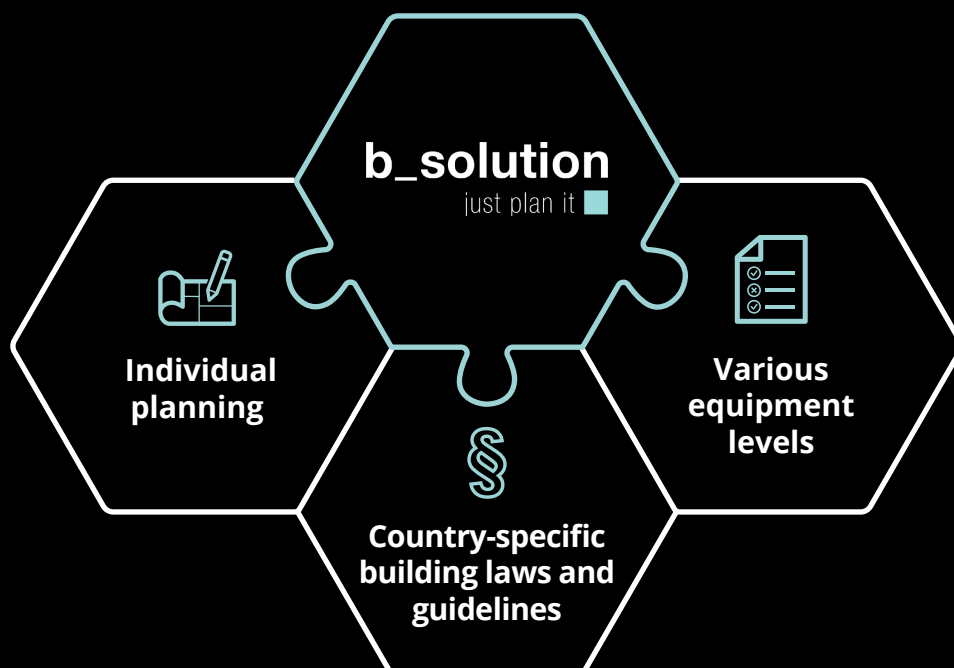 b_solution
just plan it
Individual
planning
Various
equipment
levels
§
Country-specific
building laws and
guidelines